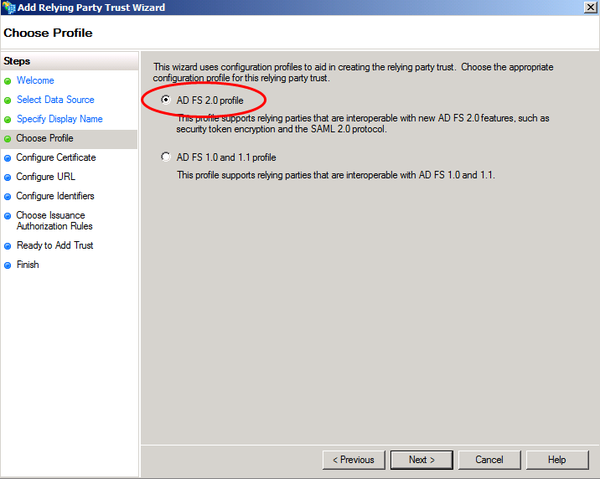 Add Relying Party Trust Wizard
Choose Profile
Steps
Welcome
Select Data Source
Specify Display Name
Choose Profile
Configure Certificate
Configure URL
Configure Identifiers
Choose Issuance
Authorization Rules
Ready to Add Trust
Finish
This wizard uses configuration profiles to aid in creating the relying party trust. Choose the appropriate
configuration profile for this relying party trust.
AD FS 2.0 profile
This profile supports relying parties that are interoperable with new AD FS 2.0 features, such as
security token encryption and the SAML 2.0 protocol.
AD FS 1.0 and 1.1 profile
This profile supports relying parties that are interoperable with AD FS 1.0 and 1.1.
< Previous
Next >
Cancel
Help